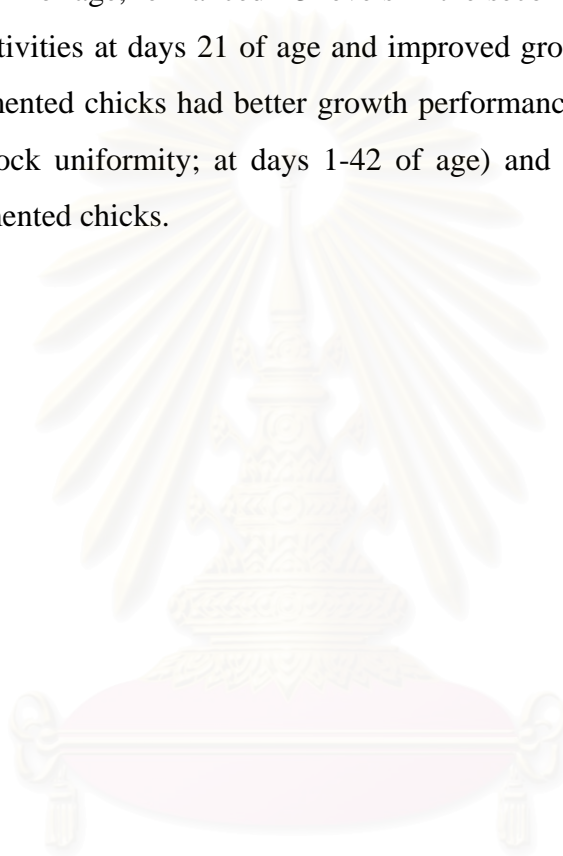 tivities at days 21 of age and improved gro
nented chicks had better growth performanc
ock uniformity; at days 1-42 of age) and
nented chicks.